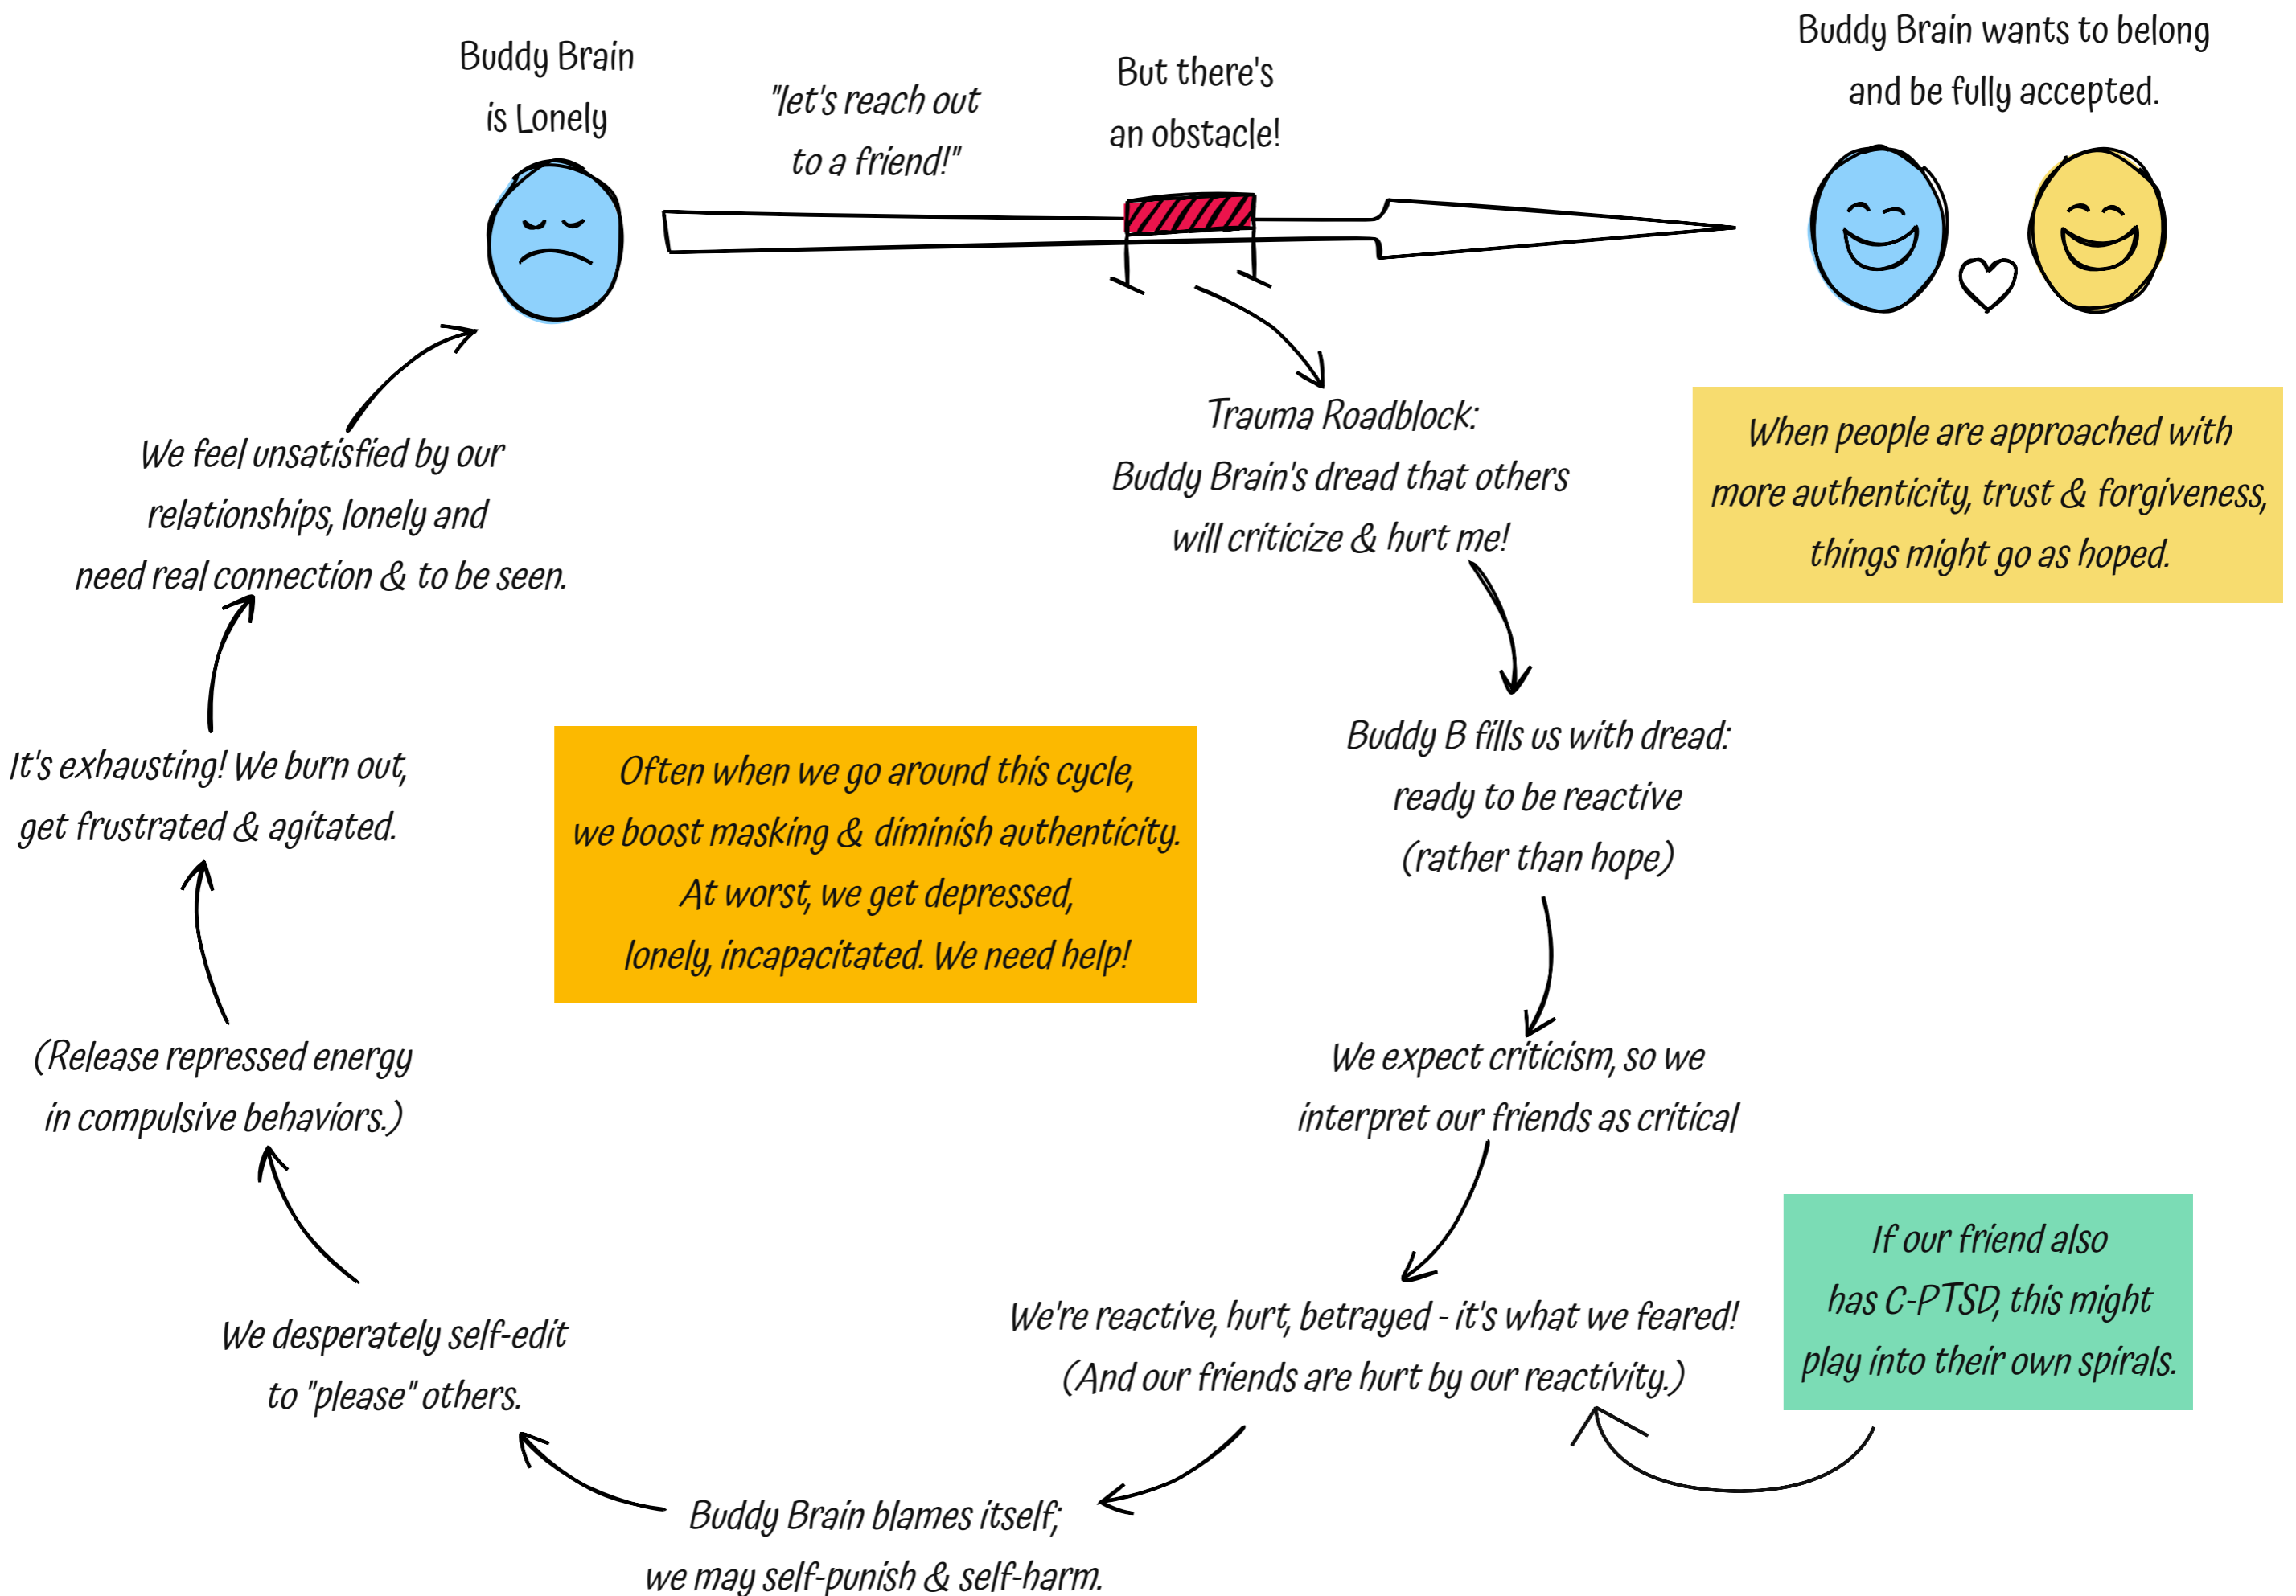 Buddy Brain
is Lonely
"let's reach out
to a friend!"
But there's
an obstacle!
Buddy Brain wants to belong
and be fully accepted.
Trauma Roadblock:
Buddy Brain's dread that others
will criticize & hurt me!
When people are approached with
more authenticity, trust & forgiveness,
things might go as hoped.
Buddy B fills us with dread:
ready to be reactive
(rather than hope)
We expect criticism, so we
interpret our friends as critical
We're reactive, hurt, betrayed - it's what we feared!
(And our friends are hurt by our reactivity.)
If our friend also
has C-PTSD, this might
play into their own spirals.
Buddy Brain blames itself;
we may self-punish & self-harm.
We desperately self-edit
to "please" others.
(Release repressed energy
in compulsive behaviors.)
It's exhausting! We burn out,
get frustrated & agitated.
We feel unsatisfied by our
relationships, lonely and
need real connection & to be seen.
Often when we go around this cycle,
we boost masking & diminish authenticity.
At worst, we get depressed,
lonely, incapacitated. We need help!